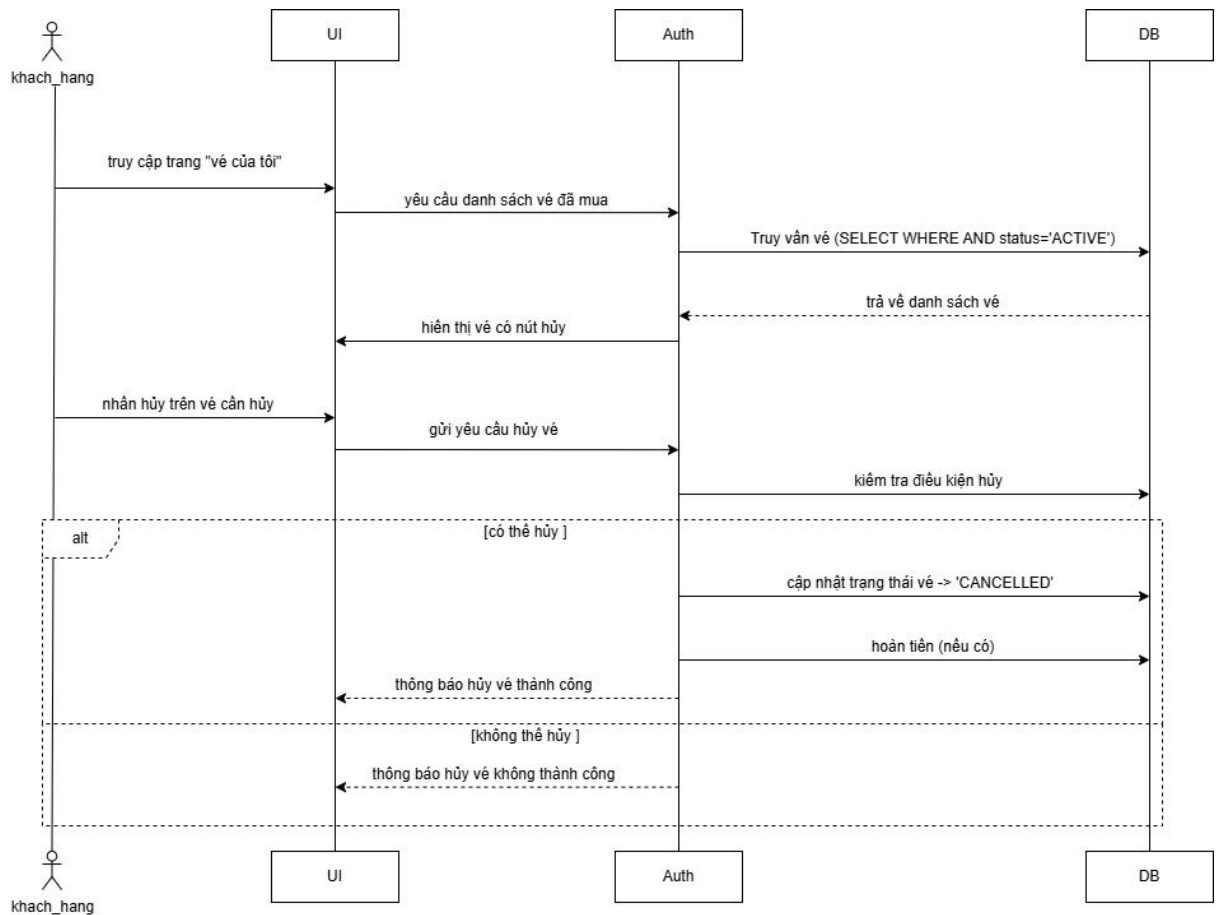 UI
Auth
DB
khach_hang
truy cập trang "vé của tôi"
yêu cầu danh sách vé đã mua
Truy vấn vé (SELECT WHERE AND status='ACTIVE')
trả về danh sách vé
hiển thị vé có nút hủy
nhấn hủy trên vé cần hủy
gửi yêu cầu hủy vé
kiểm tra điều kiện hủy
alt
[có thể hủy ]
cập nhật trạng thái vé -> 'CANCELLED'
hoàn tiền (nếu có)
thông báo hủy vé thành công
[không thể hủy ]
thông báo hủy vé không thành công
UI
Auth
DB
khach_hang